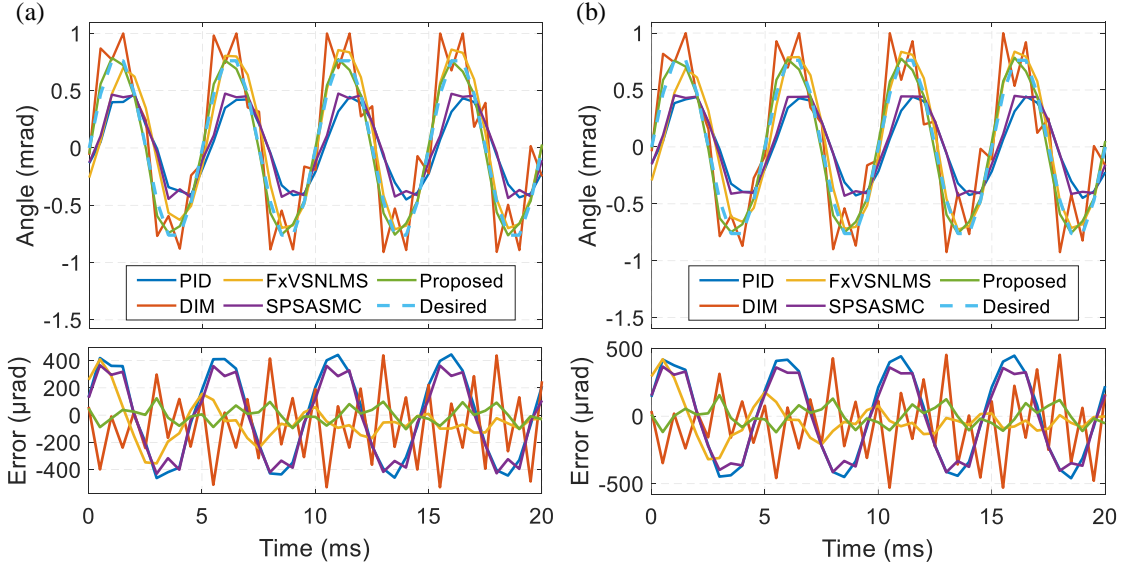 (a)
1
0.5
0
-0.5
-1
-1.5
Angle (mrad)
PID FxVSNLMS Proposed
DIM SPSASMC Desired
400
200
0
-200
-400
Error (µrad)
0 5 10 15 20
Time (ms)
(b)
1
0.5
0
-0.5
-1
-1.5
Angle (mrad)
PID FxVSNLMS Proposed
DIM SPSASMC Desired
500
0
-500
Error (µrad)
0 5 10 15 20
Time (ms)